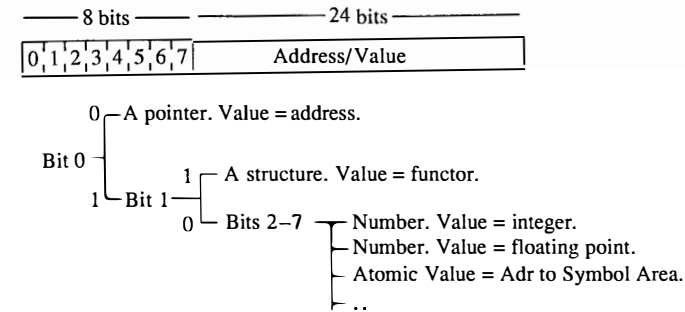 8 bits 24 bits
0 1 2 3 4 5 6 7 Address/Value
0 A pointer. Value = address.
Bit 0
1 A structure. Value = functor.
1 Bit 1
0 Bits 2–7 Number. Value = integer.
Number. Value = floating point.
Atomic Value = Adr to Symbol Area.
..